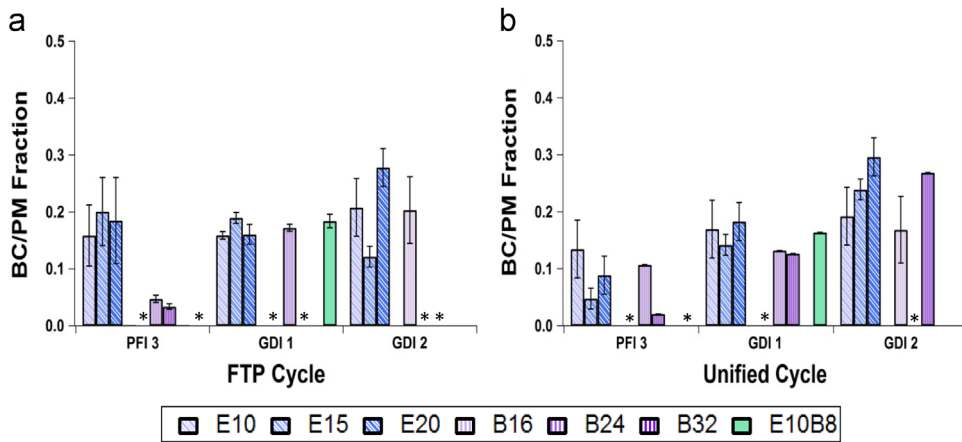 a
b
BC/PM Fraction
0.5
0.4
0.3
0.2
0.1
0.0
* * * * * *
PFI 3 GDI 1 GDI 2
FTP Cycle
BC/PM Fraction
0.5
0.4
0.3
0.2
0.1
0.0
* * * *
PFI 3 GDI 1 GDI 2
Unified Cycle
E10 E15 E20 B16 B24 B32 E10B8